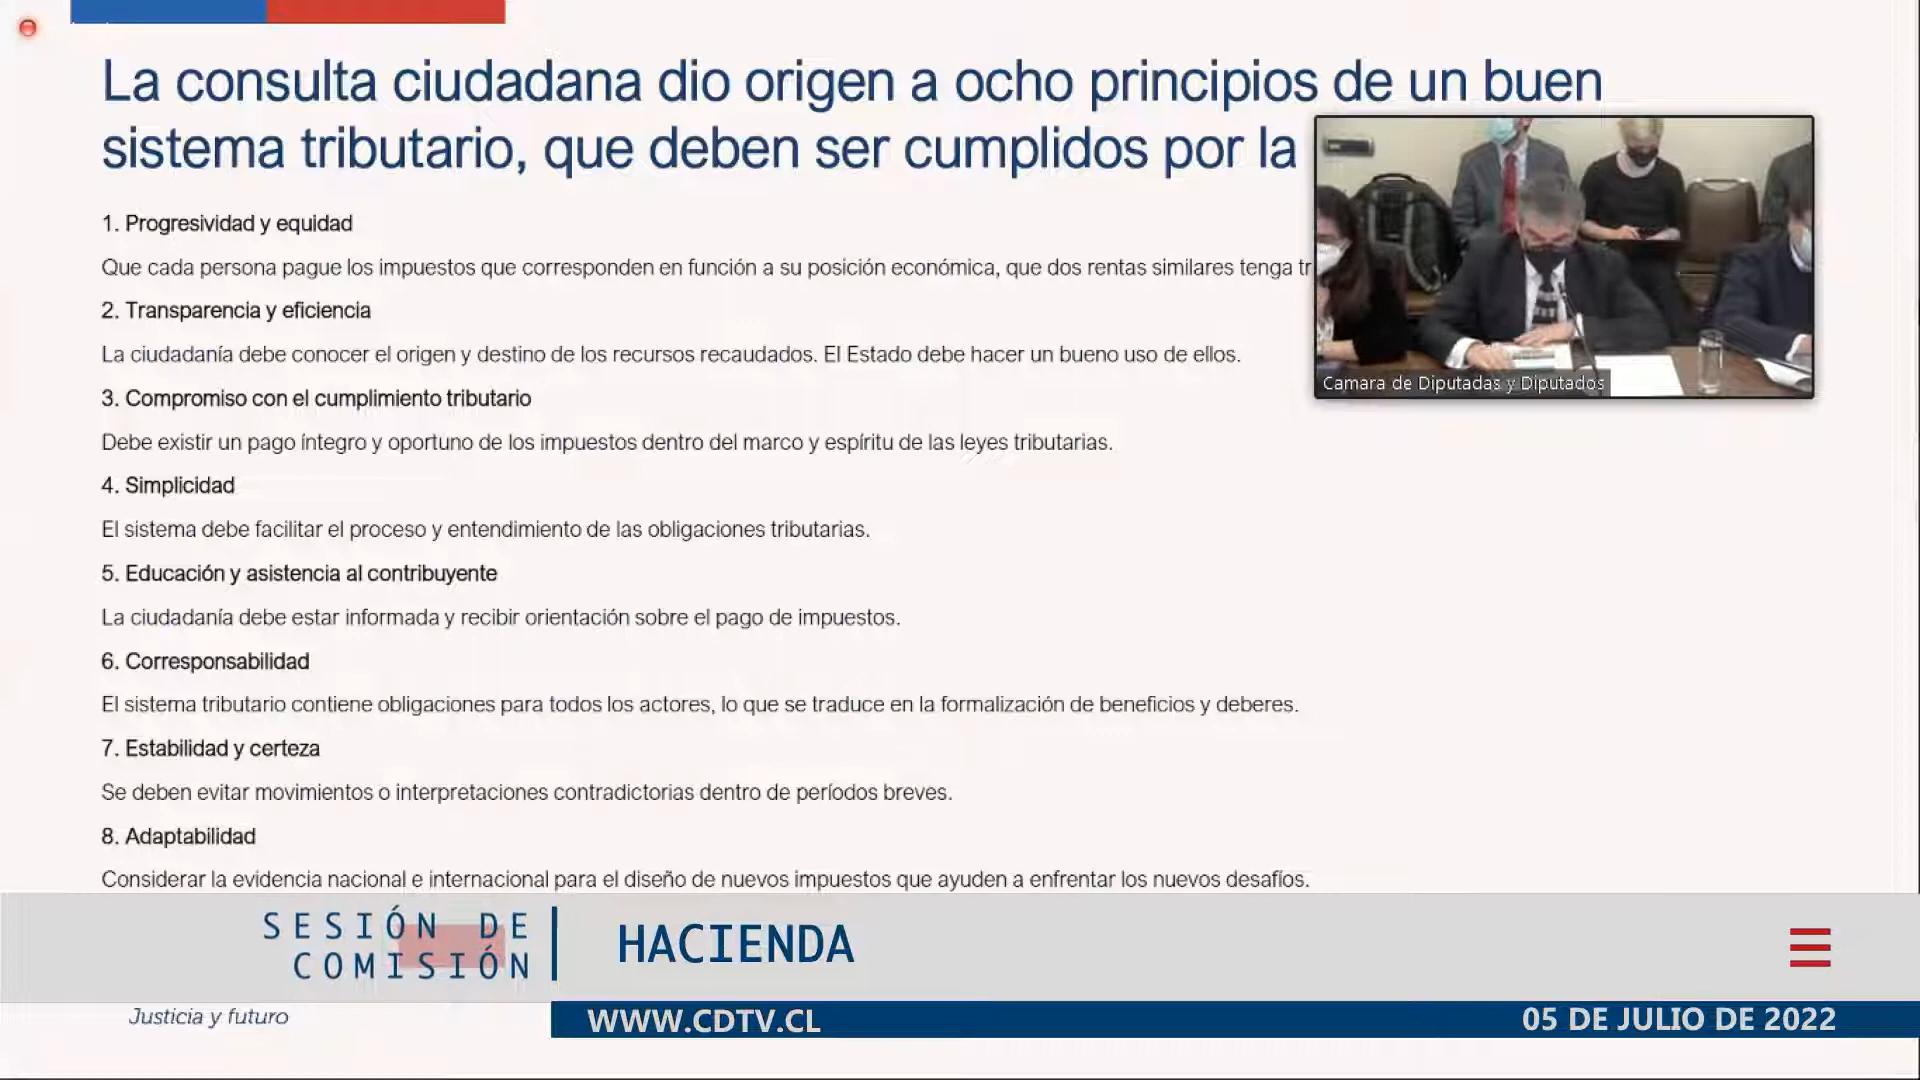 La consulta ciudadana dio origen a ocho principios de un buen
sistema tributario, que deben ser cumplidos por la
1. Progresividad y equidad
Que cada persona pague los impuestos que corresponden en función a su posición económica, que dos rentas similares tenga tr
2. Transparencia y eficiencia
La ciudadanía debe conocer el origen y destino de los recursos recaudados. El Estado debe hacer un bueno uso de ellos.
3. Compromiso con el cumplimiento tributario
Debe existir un pago íntegro y oportuno de los impuestos dentro del marco y espíritu de las leyes tributarias.
4. Simplicidad
El sistema debe facilitar el proceso y entendimiento de las obligaciones tributarias.
5. Educación y asistencia al contribuyente
La ciudadanía debe estar informada y recibir orientación sobre el pago de impuestos.
6. Corresponsabilidad
El sistema tributario contiene obligaciones para todos los actores, lo que se traduce en la formalización de beneficios y deberes.
7. Estabilidad y certeza
Se deben evitar movimientos o interpretaciones contradictorias dentro de períodos breves.
8. Adaptabilidad
Considerar la evidencia nacional e internacional para el diseño de nuevos impuestos que ayuden a enfrentar los nuevos desafíos.
Camara de Diputadas y Diputados
SESIÓN DE
COMISIÓN
HACIENDA
Justicia y futuro
WWW.CDTV.CL
05 DE JULIO DE 2022